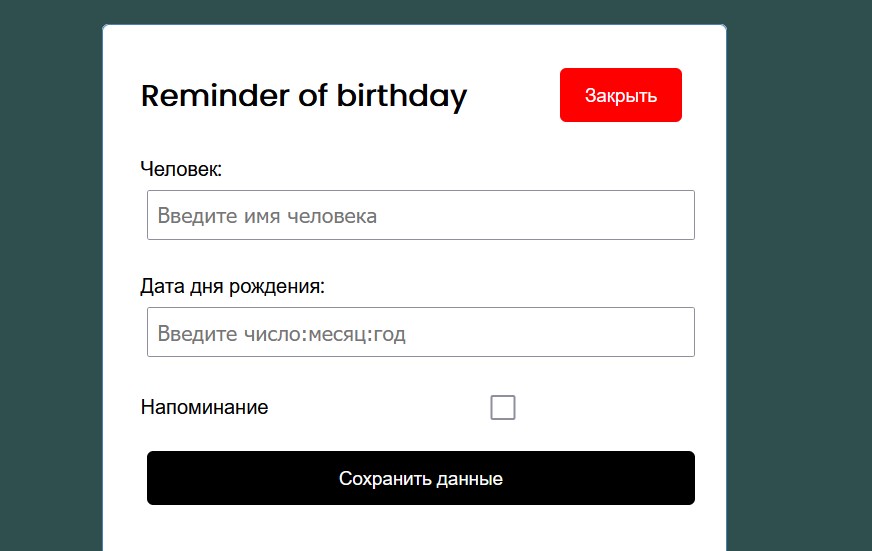 Reminder of birthday
Закрыть
Человек:
Введите имя человека
Дата дня рождения:
Введите число:месяц:год
Напоминание
Сохранить данные